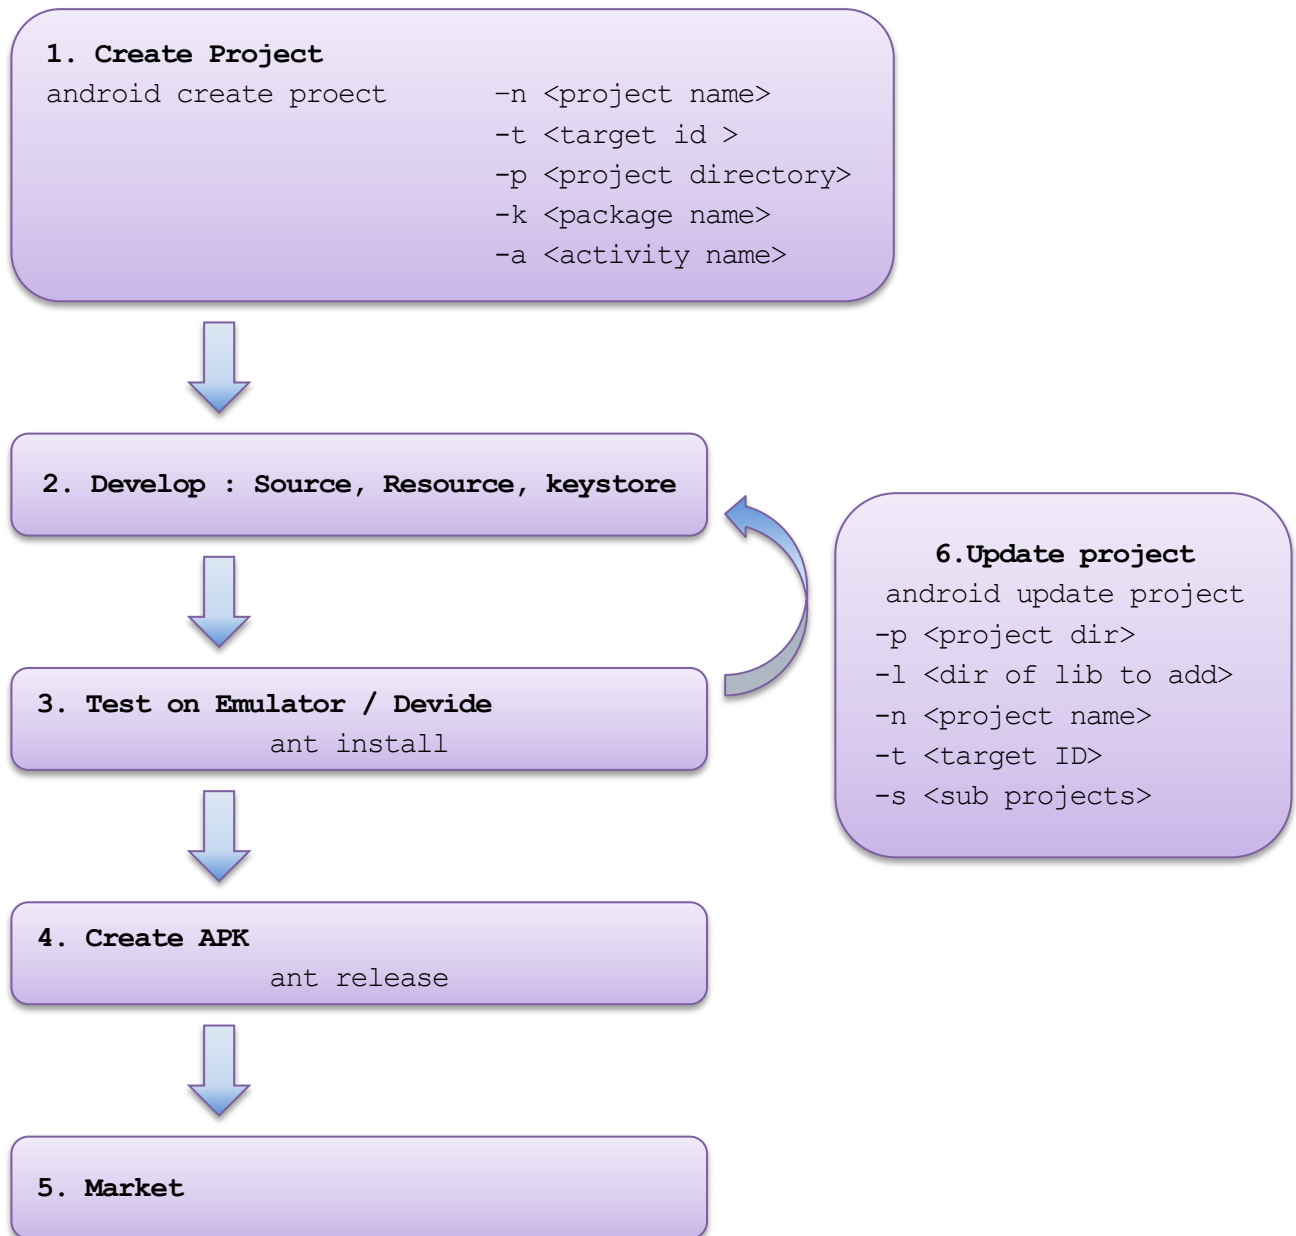 1. Create Project
android create proect –n <project name>
-t <target id >
-p <project directory>
-k <package name>
-a <activity name>
2. Develop : Source, Resource, keystore
3. Test on Emulator / Devide
ant install
4. Create APK
ant release
5. Market
6.Update project
android update project
-p <project dir>
-l <dir of lib to add>
-n <project name>
-t <target ID>
-s <sub projects>